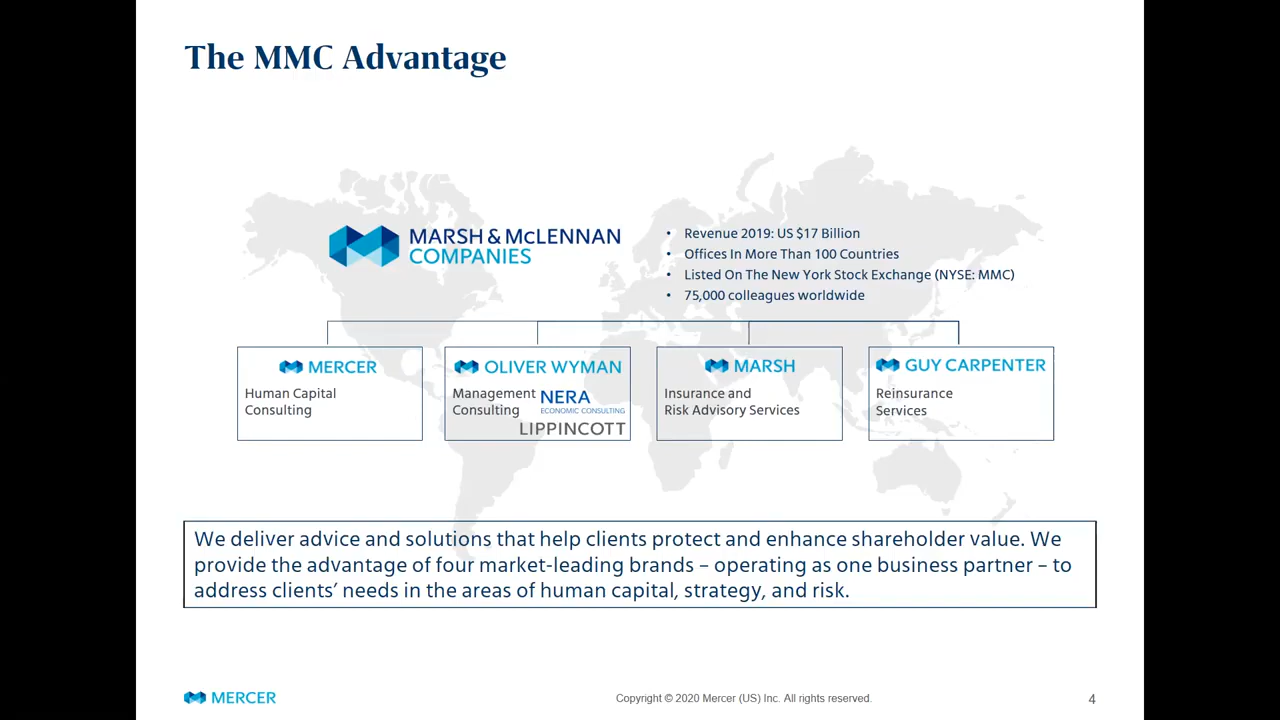 The MMC Advantage
MARSH & McLENNAN
COMPANIES
• Revenue 2019: US $17 Billion
• Offices In More Than 100 Countries
• Listed On The New York Stock Exchange (NYSE: MMC)
• 75,000 colleagues worldwide
MERCER
Human Capital
Consulting
OLIVER WYMAN
Management
Consulting
NERA
ECONOMIC CONSULTING
LIPPINCOTT
MARSH
Insurance and
Risk Advisory Services
GUY CARPENTER
Reinsurance
Services
We deliver advice and solutions that help clients protect and enhance shareholder value. We
provide the advantage of four market-leading brands – operating as one business partner – to
address clients’ needs in the areas of human capital, strategy, and risk.
MERCER
Copyright © 2020 Mercer (US) Inc. All rights reserved.
4